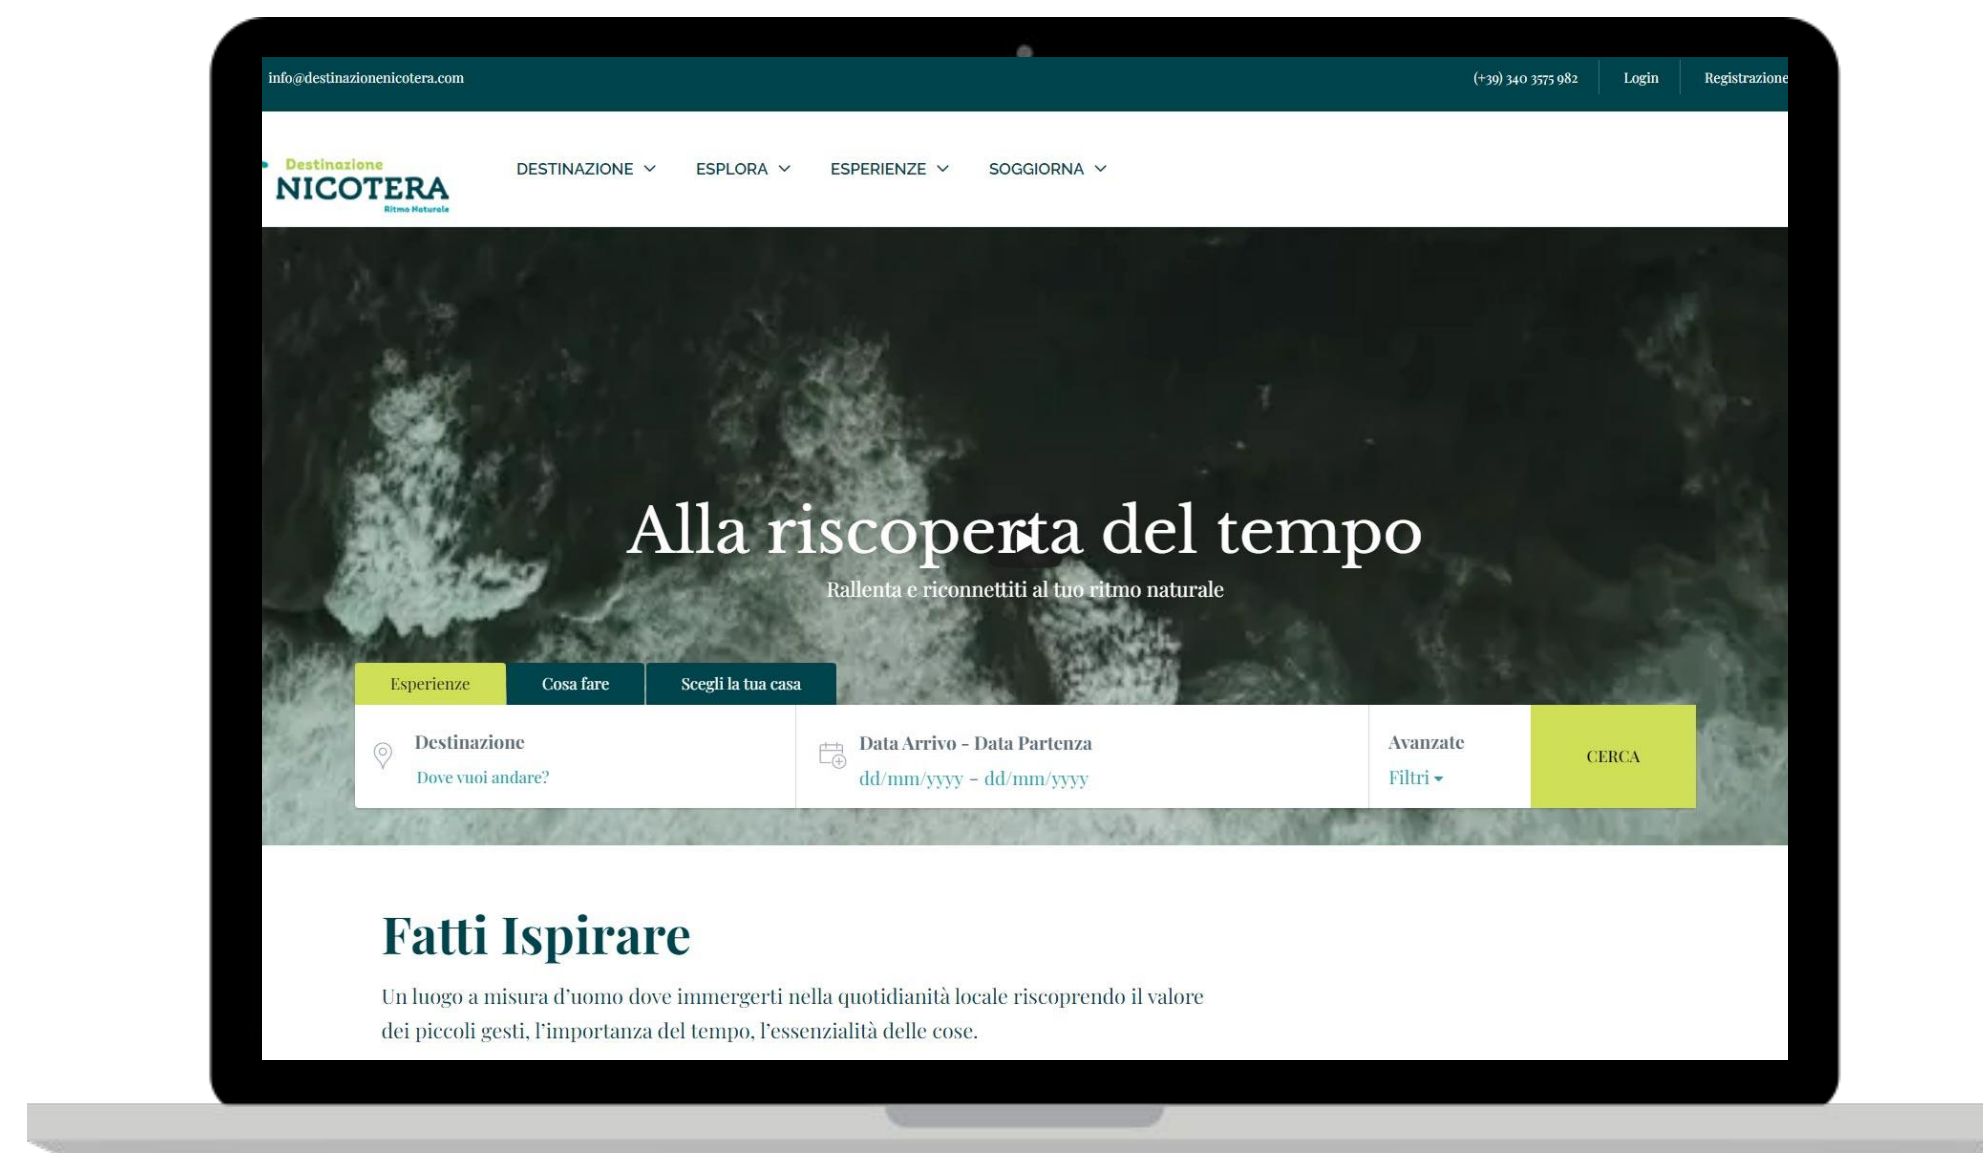 info@destinazionenicotera.com
(+39) 340 3575 982
Login
Registrazione
Destinazione
NICOTERA
Ritmo Naturale
DESTINAZIONE
ESPLORA
ESPERIENZE
SOGGIORNA
Alla riscoperta del tempo
Rallenta e riconnettiti al tuo ritmo naturale
Esperienze
Cosa fare
Scegli la tua casa
Destinazione
Dove vuoi andare?
Data Arrivo - Data Partenza
dd/mm/yyyy - dd/mm/yyyy
Avanzate
Filtri
CERCA
Fatti Ispirare
Un luogo a misura d’uomo dove immergerti nella quotidianità locale riscoprendo il valore
dei piccoli gesti, l’importanza del tempo, l’essenzialità delle cose.